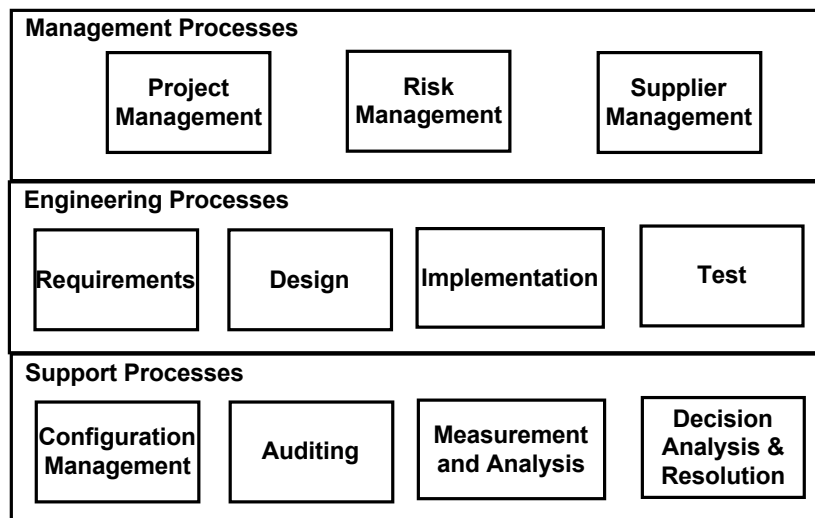 Management Processes
Project
Management
Risk
Management
Supplier
Management
Engineering Processes
Requirements
Design
Implementation
Test
Support Processes
Configuration
Management
Auditing
Measurement
and Analysis
Decision
Analysis &
Resolution